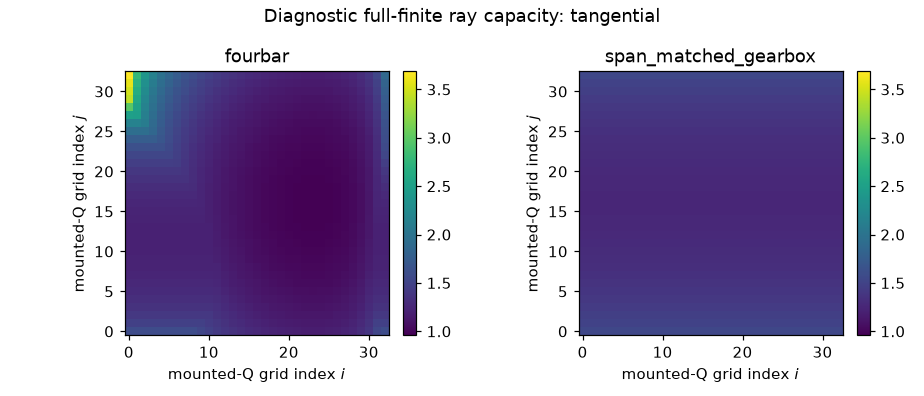 Diagnostic full-finite ray capacity: tangential
fourbar
30
25
20
15
10
5
0
0 10 20 30
mounted-Q grid index j
mounted-Q grid index i
3.5
3.0
2.5
2.0
1.5
1.0
span_matched_gearbox
30
25
20
15
10
5
0
0 10 20 30
mounted-Q grid index j
mounted-Q grid index i
3.5
3.0
2.5
2.0
1.5
1.0